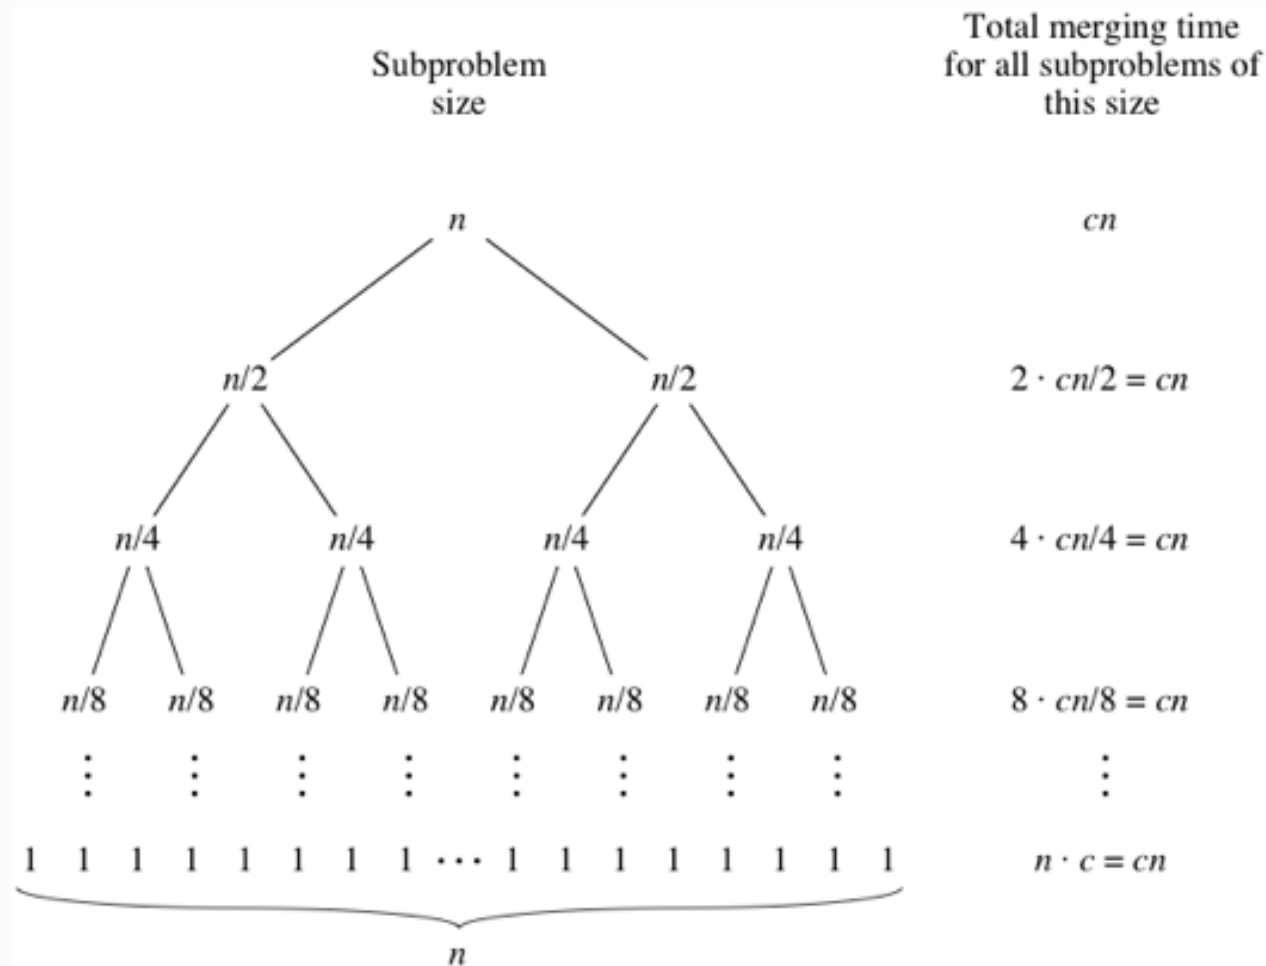 Subproblem
size
Total merging time
for all subproblems of
this size
n cn
n/2 n/2 2 · cn/2 = cn
n/4 n/4 n/4 n/4 4 · cn/4 = cn
n/8 n/8 n/8 n/8 n/8 n/8 n/8 n/8 8 · cn/8 = cn
⋮ ⋮ ⋮ ⋮ ⋮ ⋮ ⋮ ⋮ ⋮
1 1 1 1 1 1 1 1 ··· 1 1 1 1 1 1 1 1 n · c = cn
n